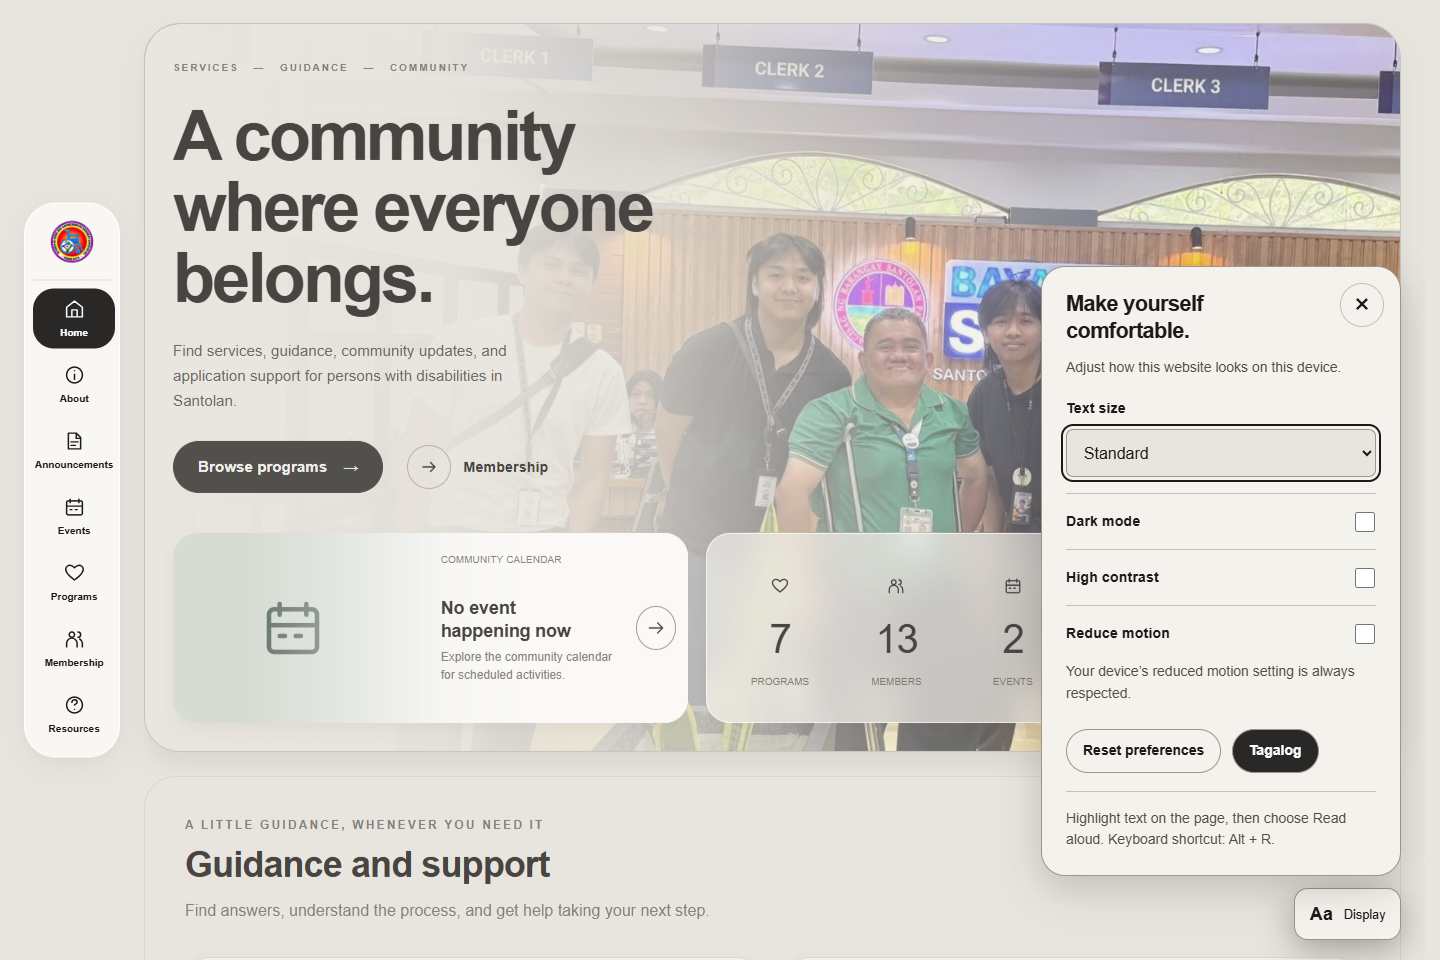 SERVICES — GUIDANCE — COMMUNITY
CLERK 1
CLERK 2
CLERK 3
A community
where everyone
belongs.
Find services, guidance, community updates, and
application support for persons with disabilities in
Santolan.
Browse programs →
Membership
Home
About
Announcements
Events
Programs
Membership
Resources
COMMUNITY CALENDAR
No event
happening now
Explore the community calendar
for scheduled activities.
7
PROGRAMS
13
MEMBERS
2
EVENTS
Make yourself
comfortable.
Adjust how this website looks on this device.
Text size
Standard
Dark mode
High contrast
Reduce motion
Your device’s reduced motion setting is always
respected.
Reset preferences
Tagalog
Highlight text on the page, then choose Read
aloud. Keyboard shortcut: Alt + R.
Aa Display
A LITTLE GUIDANCE, WHENEVER YOU NEED IT
Guidance and support
Find answers, understand the process, and get help taking your next step.